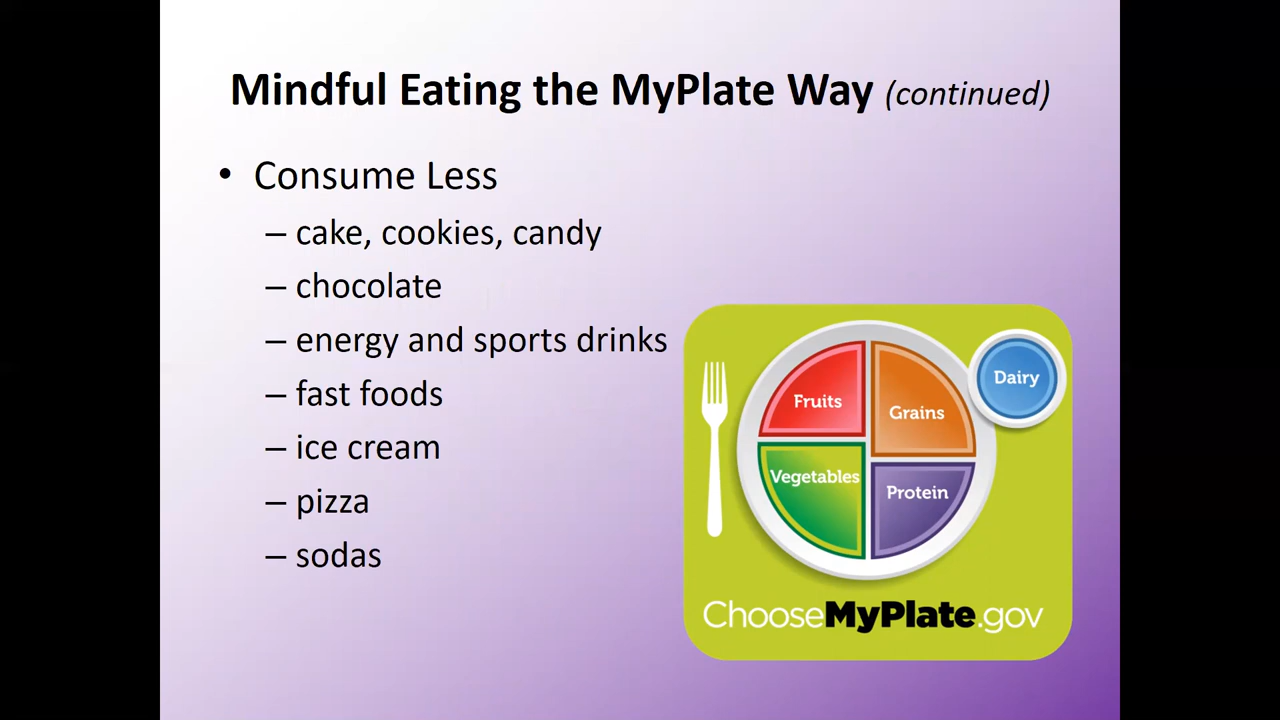 Mindful Eating the MyPlate Way (continued)
• Consume Less
– cake, cookies, candy
– chocolate
– energy and sports drinks
– fast foods
– ice cream
– pizza
– sodas
Dairy
Fruits
Grains
Vegetables
Protein
ChooseMyPlate.gov